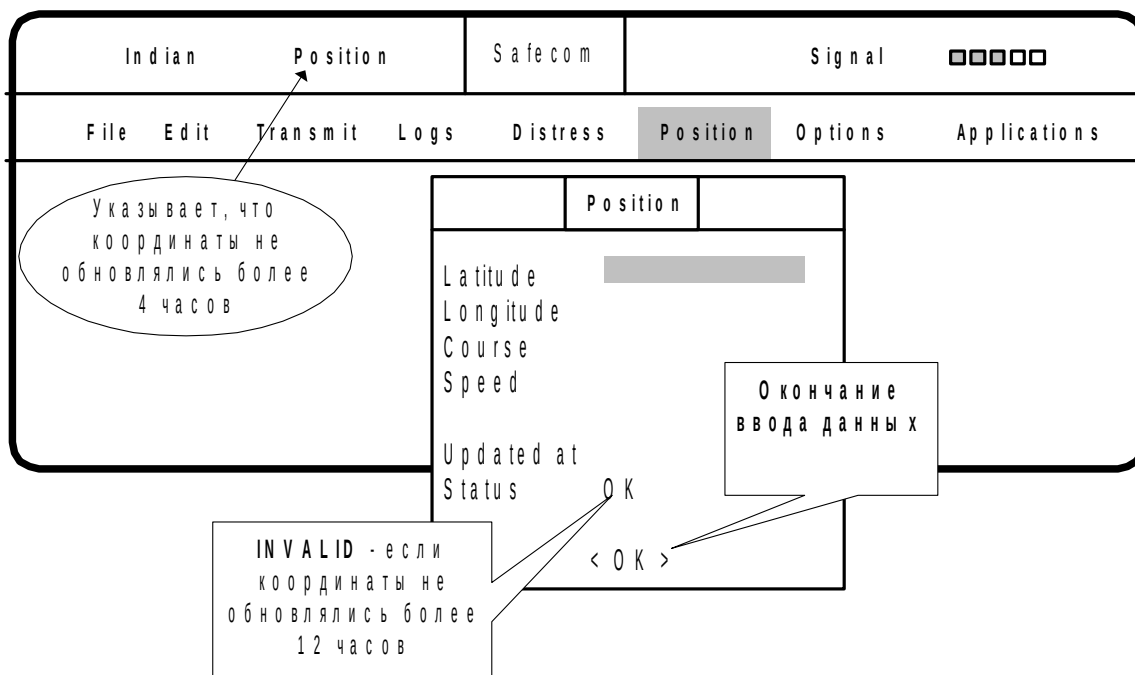 Indian Position Safecom Signal
File Edit Transmit Logs Distress Position Options Applications
Указывает, что
координаты не
обновлялись более
4 часов
Position
Latitude
Longitude
Course
Speed
Updated at
Status OK
< OK >
Окончание
ввода данных
INVALID - если
координаты не
обновлялись более
12 часов